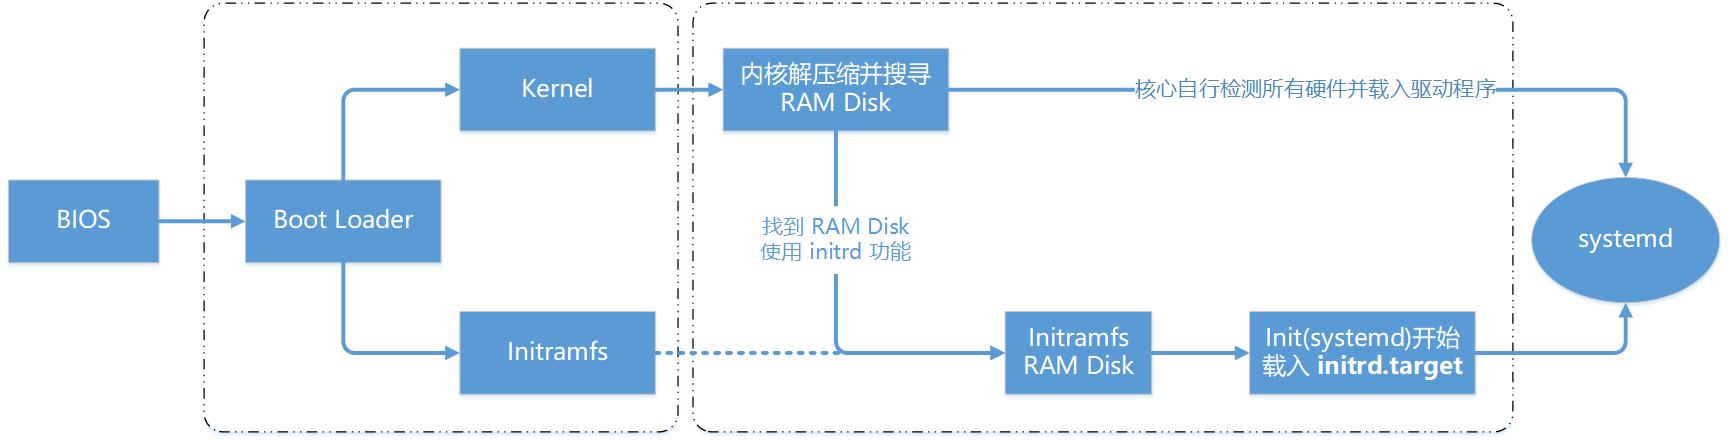 BIOS
Boot Loader
Kernel
Initramfs
内核解压缩并搜寻
RAM Disk
核心自行检测所有硬件并载入驱动程序
找到 RAM Disk
使用 initrd 功能
Initramfs
RAM Disk
Init(systemd)开始
载入 initrd.target
systemd